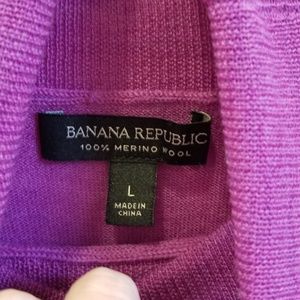 BANANA REPUBLIC
100% MERINO WOOL
L
MADE IN
CHINA